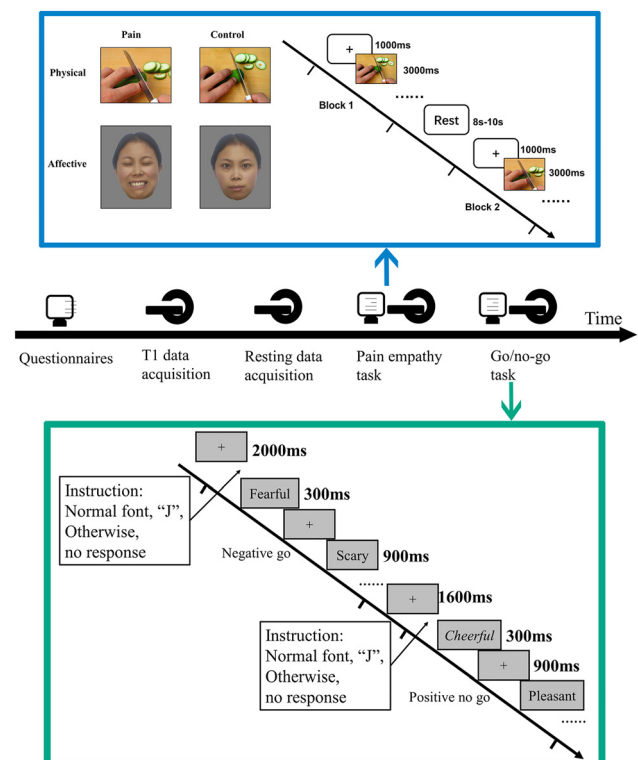 Pain
Control
Physical
Affective
+
1000ms
3000ms
Block 1
......
Rest
8s-10s
+
1000ms
3000ms
Block 2
......
Time
Questionnaires
T1 data
acquisition
Resting data
acquisition
Pain empathy
task
Go/no-go
task
+
2000ms
Instruction:
Normal font, “J”,
Otherwise,
no response
Fearful
300ms
+
Negative go
Scary
900ms
......
+
1600ms
Instruction:
Normal font, “J”,
Otherwise,
no response
Cheerful
300ms
+
900ms
Positive no go
Pleasant
......